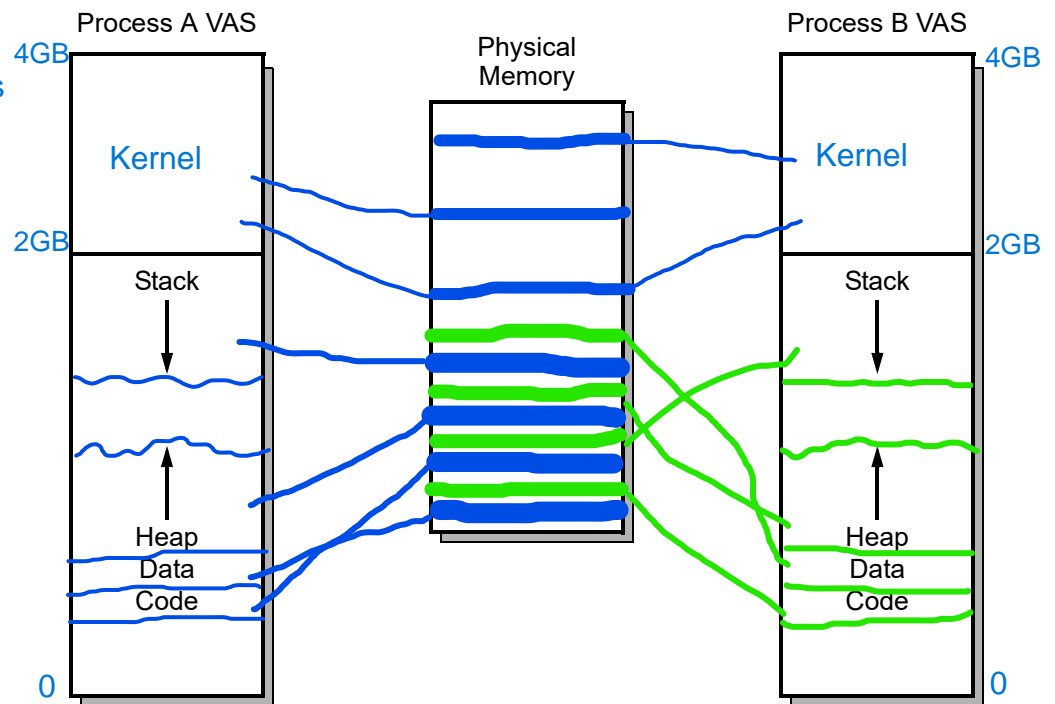 Process A VAS
4GB
s
Kernel
2GB
Stack
Heap
Data
Code
0
Physical
Memory
Process B VAS
4GB
Kernel
2GB
Stack
Heap
Data
Code
0